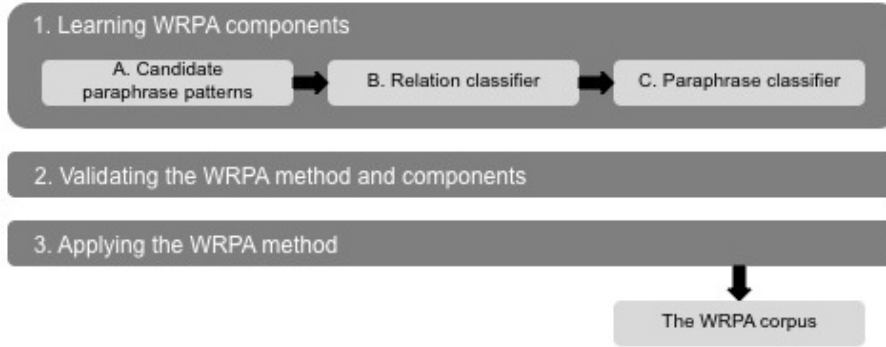 1. Learning WRPA components
A. Candidate
paraphrase patterns
B. Relation classifier
C. Paraphrase classifier
2. Validating the WRPA method and components
3. Applying the WRPA method
The WRPA corpus